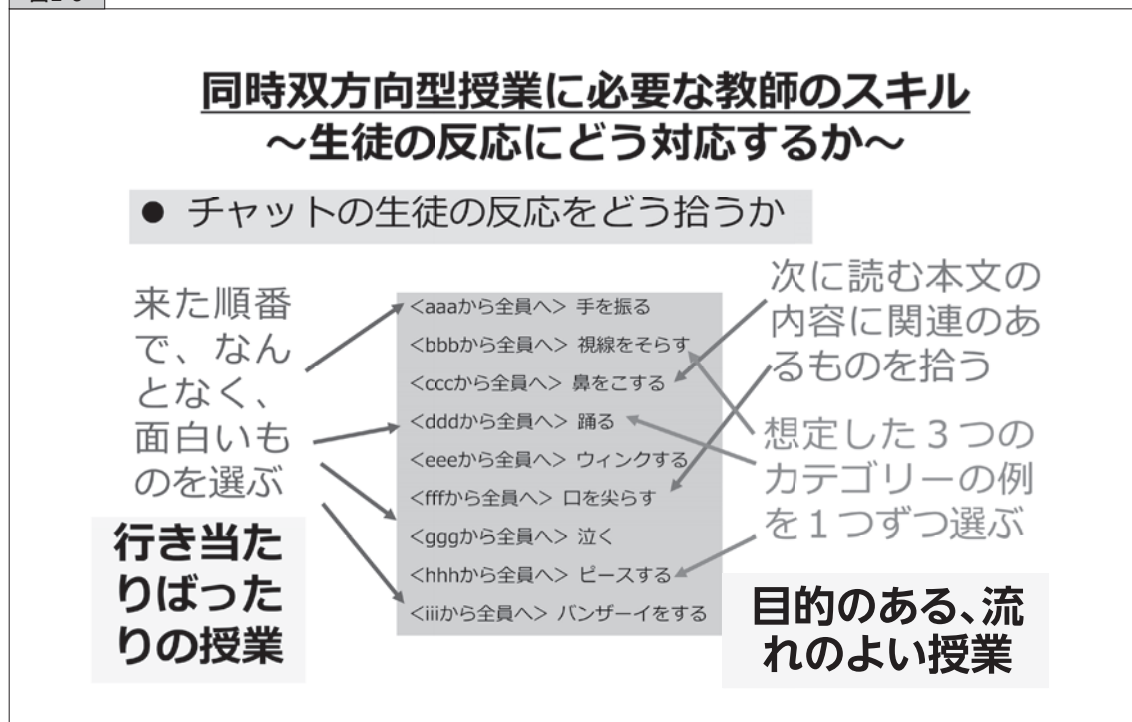 同時双方向型授業に必要な教師のスキル
～生徒の反応にどう対応するか～
● チャットの生徒の反応をどう拾うか
来た順番
で、なん
となく、
面白いも
のを選ぶ
行き当た
りばった
りの授業
<aaaから全員へ> 手を振る
<bbbから全員へ> 視線をそらす
<cccから全員へ> 鼻をこする
<dddから全員へ> 踊る
<eeeから全員へ> ウィンクする
<fffから全員へ> 口を尖らす
<gggから全員へ> 泣く
<hhhから全員へ> ピースする
<iiiから全員へ> バンザーイをする
次に読む本文の
内容に関連のあ
るものを拾う
想定した３つの
カテゴリーの例
を１つずつ選ぶ
目的のある、流
れのよい授業